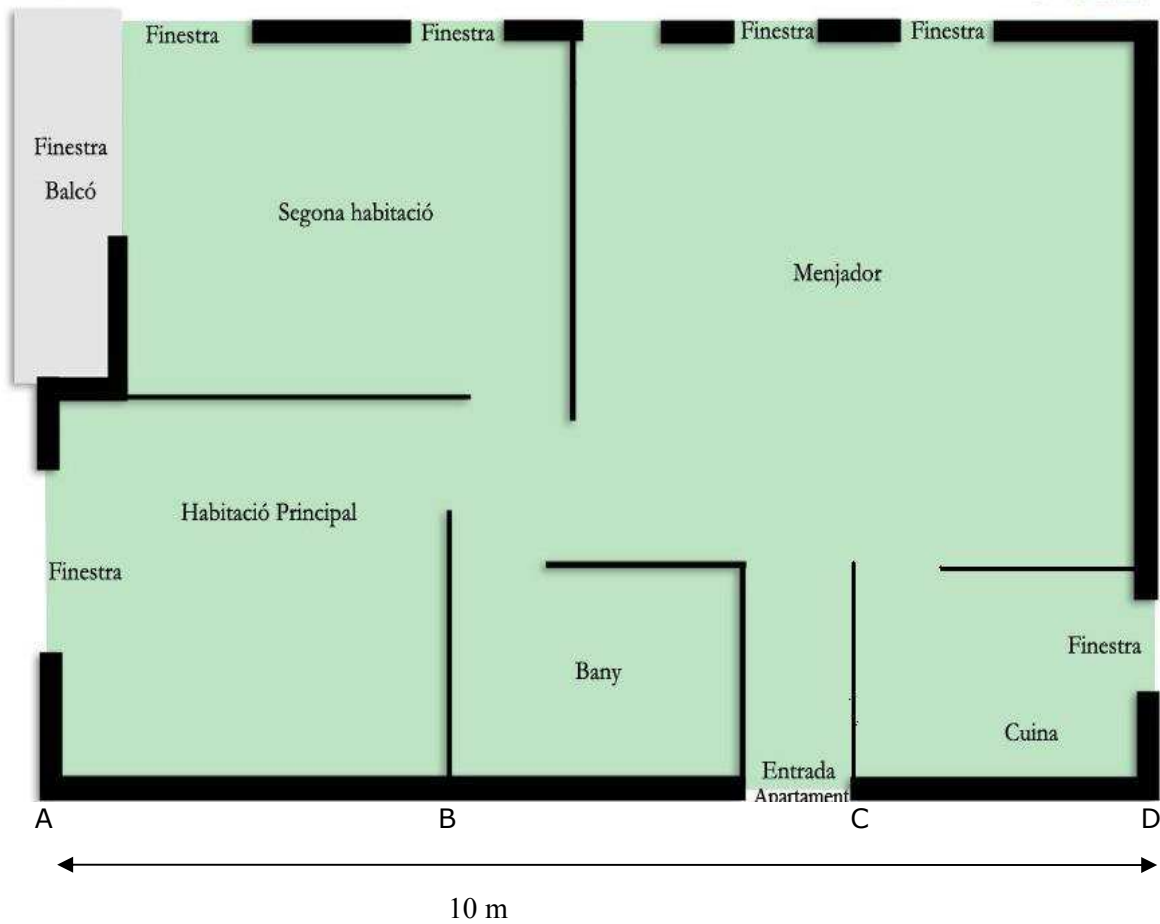 Finestra
Finestra
Finestra
Finestra
Finestra
Balcó
Segona habitació
Menjador
Habitació Principal
Finestra
Finestra
Bany
Cuina
Entrada
Apartament
A
B
C
D
10 m